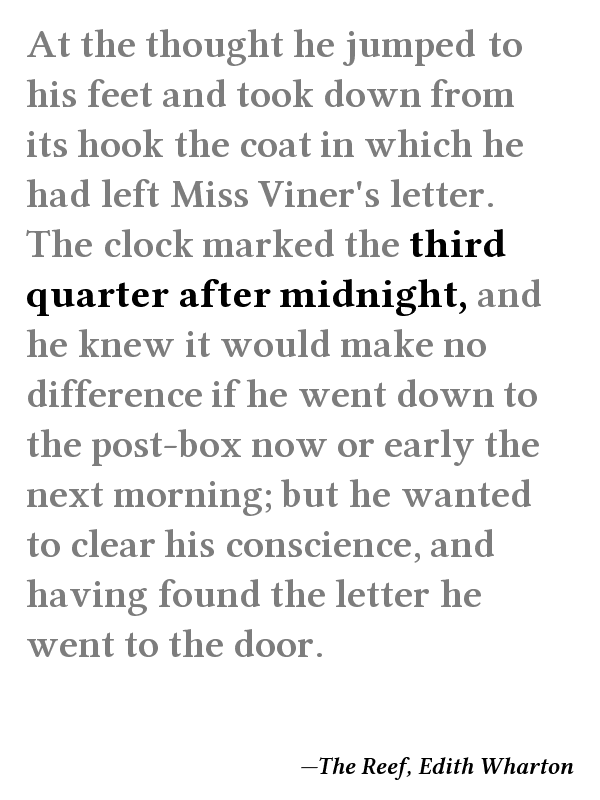 At the thought he jumped to
his feet and took down from
its hook the coat in which he
had left Miss Viner's letter.
The clock marked the third
quarter after midnight, and
he knew it would make no
difference if he went down to
the post-box now or early the
next morning; but he wanted
to clear his conscience, and
having found the letter he
went to the door.
—The Reef, Edith Wharton